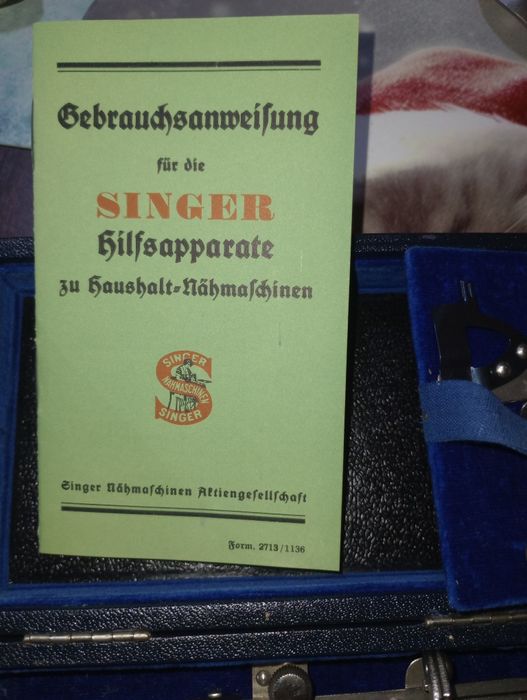 Gebrauchsanweiſung
für die
SINGER
Hilfsapparate
zu Haushalt=Nähmaſchinen
SINGER
NÄHMASCHINEN
SINGER
Singer Nähmaſchinen Aktiengeſellſchaft
Form. 2713/1136